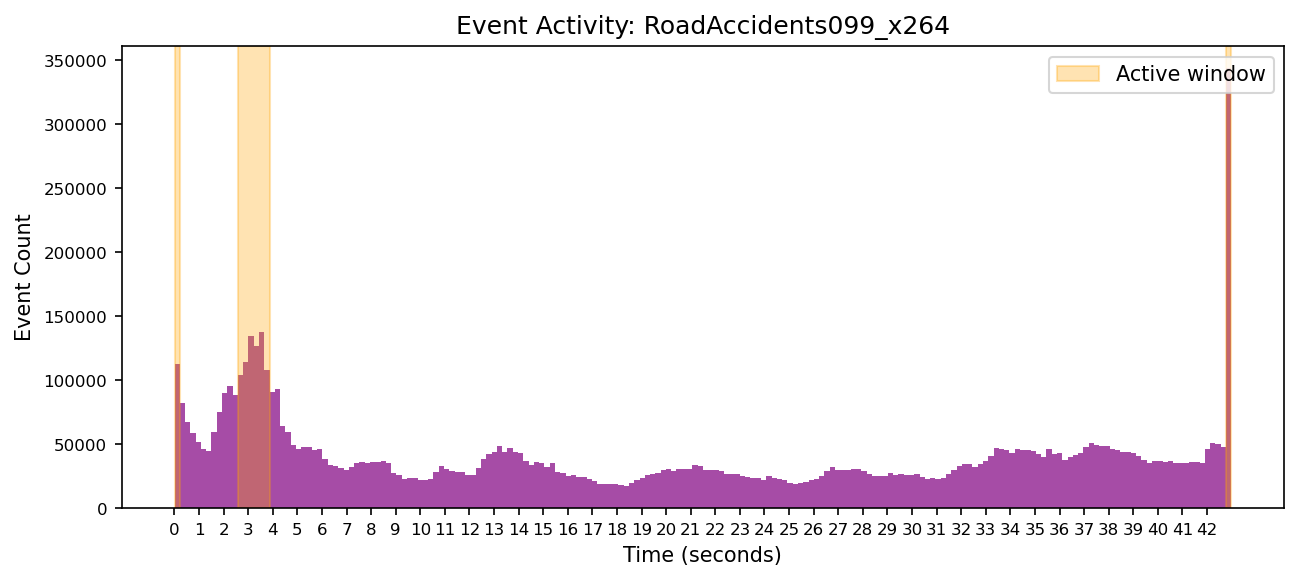 Event Activity: RoadAccidents099_x264
Active window
Event Count
350000
300000
250000
200000
150000
100000
50000
0
0 1 2 3 4 5 6 7 8 9 10 11 12 13 14 15 16 17 18 19 20 21 22 23 24 25 26 27 28 29 30 31 32 33 34 35 36 37 38 39 40 41 42
Time (seconds)